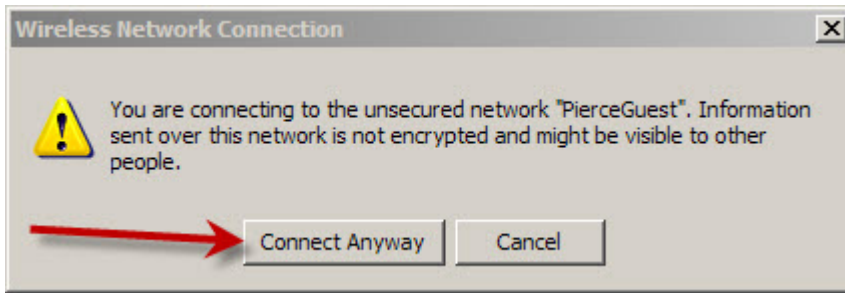 Wireless Network Connection
You are connecting to the unsecured network "PierceGuest". Information
sent over this network is not encrypted and might be visible to other
people.
Connect Anyway
Cancel